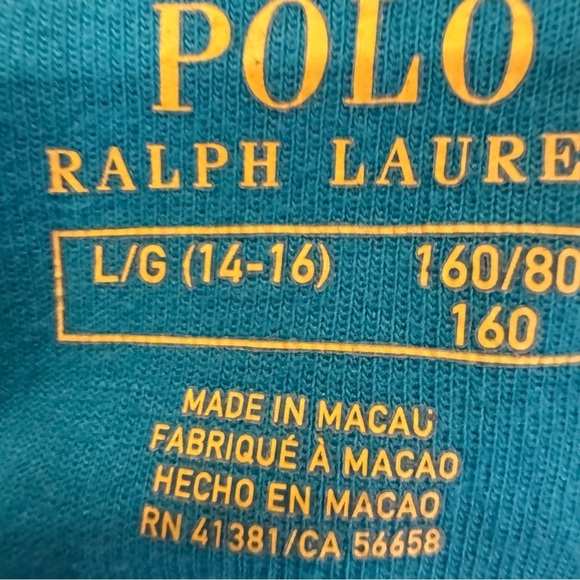 POLO
RALPH LAURE
L/G (14-16) 160/80
160
MADE IN MACAU
FABRIQUÉ À MACAO
HECHO EN MACAO
RN 41381/CA 56658